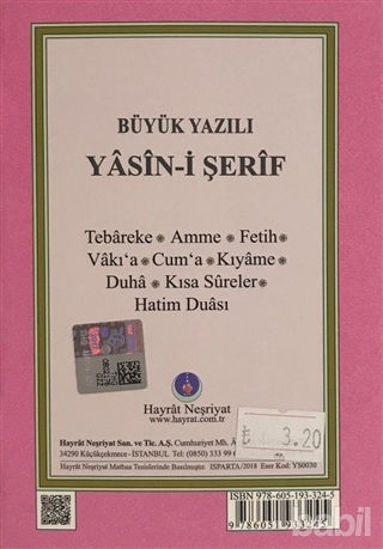 BÜYÜK YAZILI
YÂSÎN-İ ŞERÎF
Tebâreke ❋ Amme ❋ Fetih ❋
Vâkı‘a ❋ Cum‘a ❋ Kıyâme ❋
Duhâ ❋ Kısa Sûreler ❋
Hatim Duâsı
Hayrât Neşriyat
www.hayrat.com.tr
₺ 3.20
Hayrât Neşriyat San. ve Tic. A.Ş. Cumhuriyet Mh.
34290 Küçükçekmece-İSTANBUL Tel: (0850) 333 99
Hayrât Neşriyat Matbaa Tesislerinde Basılmıştır. ISPARTA/2018 Eser Kodu: YS0030
ISBN 978-605-193-324-5
babil